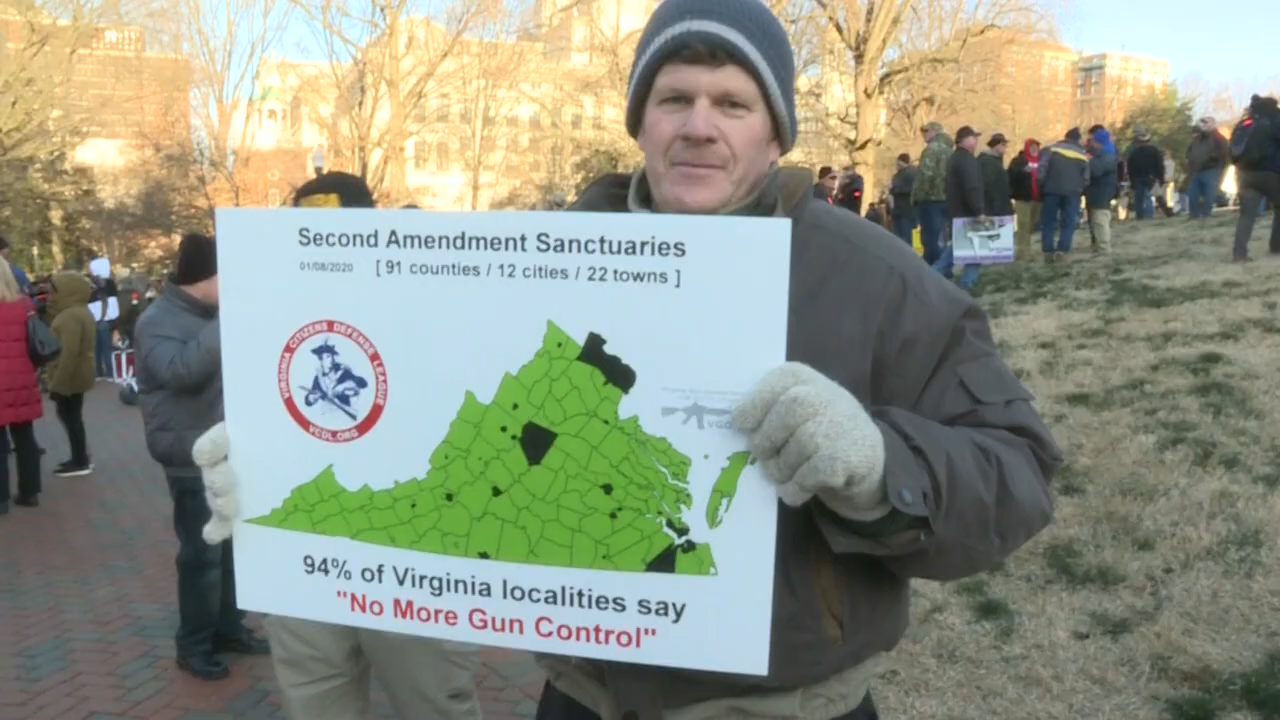 Second Amendment Sanctuaries
01/08/2020 [ 91 counties / 12 cities / 22 towns ]
VIRGINIA CITIZENS DEFENSE LEAGUE
VCDL.ORG
94% of Virginia localities say
"No More Gun Control"